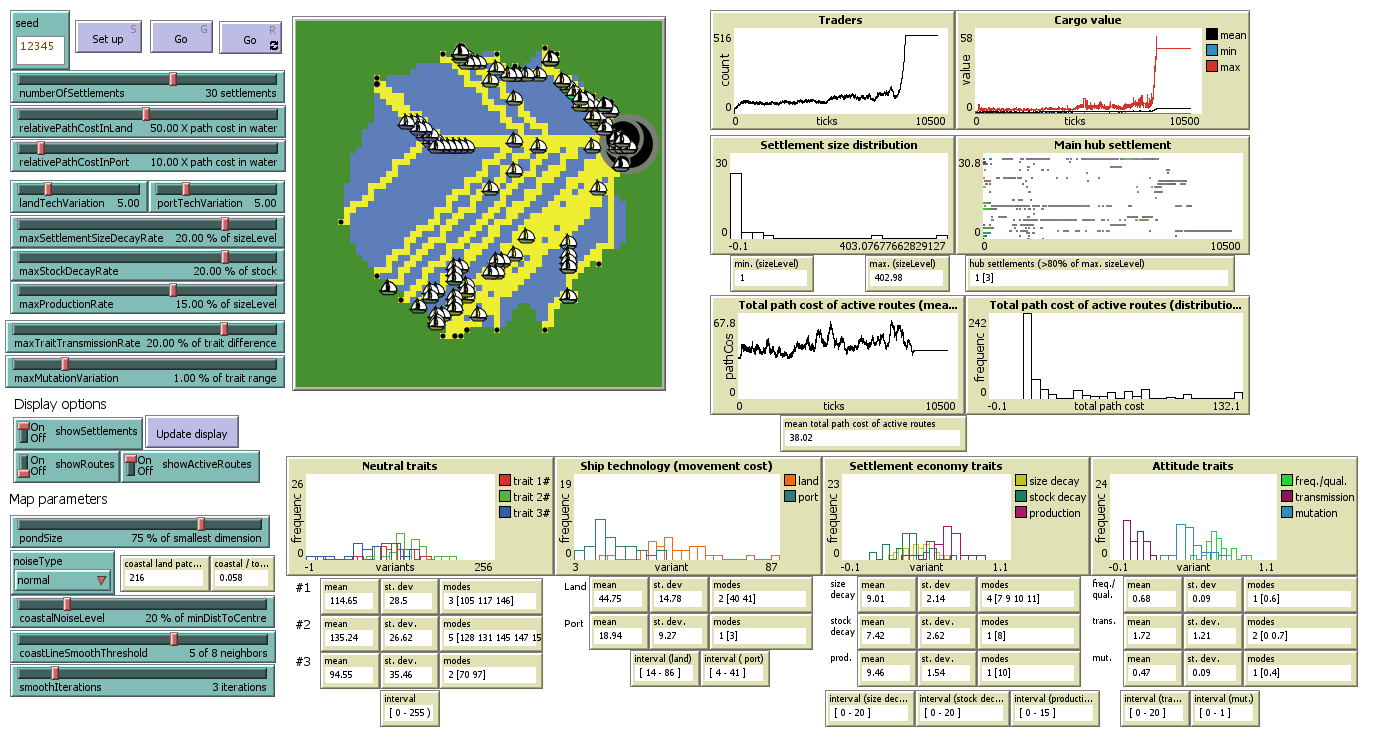 seed
12345
Set up
S
Go
G
Go
R
numberOfSettlements 30 settlements
relativePathCostInLand 50.00 X path cost in water
relativePathCostInPort 10.00 X path cost in water
landTechVariation 5.00
portTechVariation 5.00
maxSettlementSizeDecayRate 20.00 % of sizeLevel
maxStockDecayRate 20.00 % of stock
maxProductionRate 15.00 % of sizeLevel
maxTraitTransmissionRate 20.00 % of trait difference
maxMutationVariation 1.00 % of trait range
Display options
On
Off
showSettlements
Update display
On
Off
showRoutes
On
Off
showActiveRoutes
Map parameters
pondSize 75 % of smallest dimension
noiseType
normal
coastal land patc...
216
coastal / to...
0.058
coastalNoiseLevel 20 % of minDistToCentre
coastLineSmoothThreshold 5 of 8 neighbors
smoothIterations 3 iterations
Traders
516
count
0
0 ticks 10500
Cargo value
58
value
0
0 ticks 10500
mean
min
max
Settlement size distribution
30
0
-0.1 403.07677662829127
Main hub settlement
30.8
0
0 10500
min. (sizeLevel)
1
max. (sizeLevel)
402.98
hub settlements (>80% of max. sizeLevel)
1 [3]
Total path cost of active routes (mea...
67.8
pathCos
0
0 ticks 10500
Total path cost of active routes (distributio...
242
frequenc
0
-0.1 total path cost 132.1
mean total path cost of active routes
38.02
Neutral traits
26
frequenc
0
-1 variants 256
trait 1#
trait 2#
trait 3#
Ship technology (movement cost)
19
frequenc
0
3 variant 87
land
port
Settlement economy traits
23
frequenc
0
-0.1 variant 1.1
size decay
stock decay
production
Attitude traits
24
frequenc
0
-0.1 variant 1.1
freq./qual.
transmission
mutation
#1
mean
114.65
st. dev.
28.5
modes
3 [105 117 146]
#2
mean
135.24
st. dev.
26.62
modes
5 [128 131 145 147 15
#3
mean
94.55
st. dev.
35.46
modes
2 [70 97]
interval
[ 0 - 255 )
Land
mean
44.75
st. dev
14.78
modes
2 [40 41]
Port
mean
18.94
st. dev.
9.27
modes
1 [3]
interval (land)
[ 14 - 86 ]
interval ( port)
[ 4 - 41 ]
size
decay
mean
9.01
st. dev
2.14
modes
4 [7 9 10 11]
stock
decay
mean
7.42
st. dev.
2.62
modes
1 [8]
prod.
mean
9.46
st. dev.
1.54
modes
1 [10]
interval (size dec...
[ 0 - 20 ]
interval (stock dec...
[ 0 - 20 ]
interval (producti...
[ 0 - 15 ]
freq./
qual.
mean
0.68
st. dev
0.09
modes
1 [0.6]
trans.
mean
1.72
st. dev.
1.21
modes
2 [0 0.7]
mut.
mean
0.47
st. dev.
0.09
modes
1 [0.4]
interval (tra...
[ 0 - 20 ]
interval (mut.)
[ 0 - 1 ]